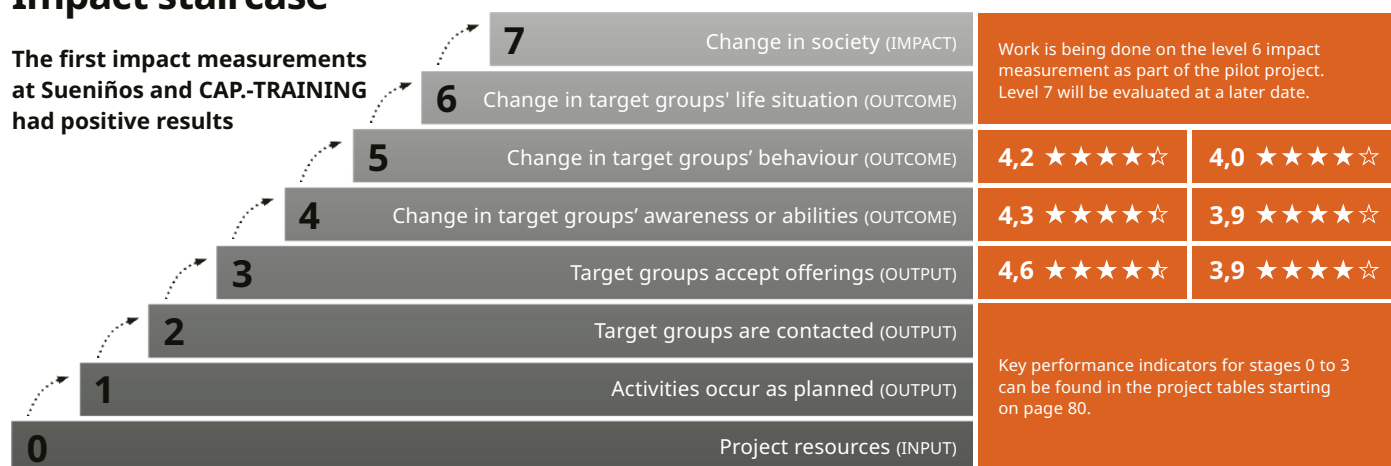 Impact staircase
The first impact measurements
at Sueniños and CAP.-TRAINING
had positive results
7 Change in society (IMPACT)
6 Change in target groups' life situation (OUTCOME)
Work is being done on the level 6 impact
measurement as part of the pilot project.
Level 7 will be evaluated at a later date.
5 Change in target groups’ behaviour (OUTCOME) 4,2 4,0
4 Change in target groups’ awareness or abilities (OUTCOME) 4,3 3,9
3 Target groups accept offerings (OUTPUT) 4,6 3,9
2 Target groups are contacted (OUTPUT)
1 Activities occur as planned (OUTPUT)
0 Project resources (INPUT)
Key performance indicators for stages 0 to 3
can be found in the project tables starting
on page 80.